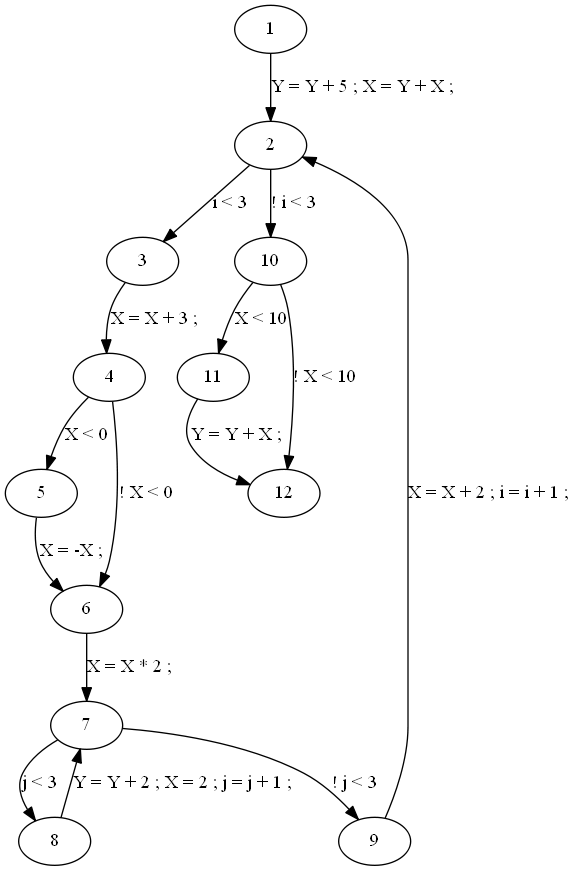 1
Y = Y + 5 ; X = Y + X ;
2
i < 3
! i < 3
3
10
X = X + 3 ;
X < 10
4
11
! X < 10
X < 0
Y = Y + X ;
5
! X < 0
12
X = X + 2 ; i = i + 1 ;
X = -X ;
6
X = X * 2 ;
7
j < 3
Y = Y + 2 ; X = 2 ; j = j + 1 ;
! j < 3
8
9